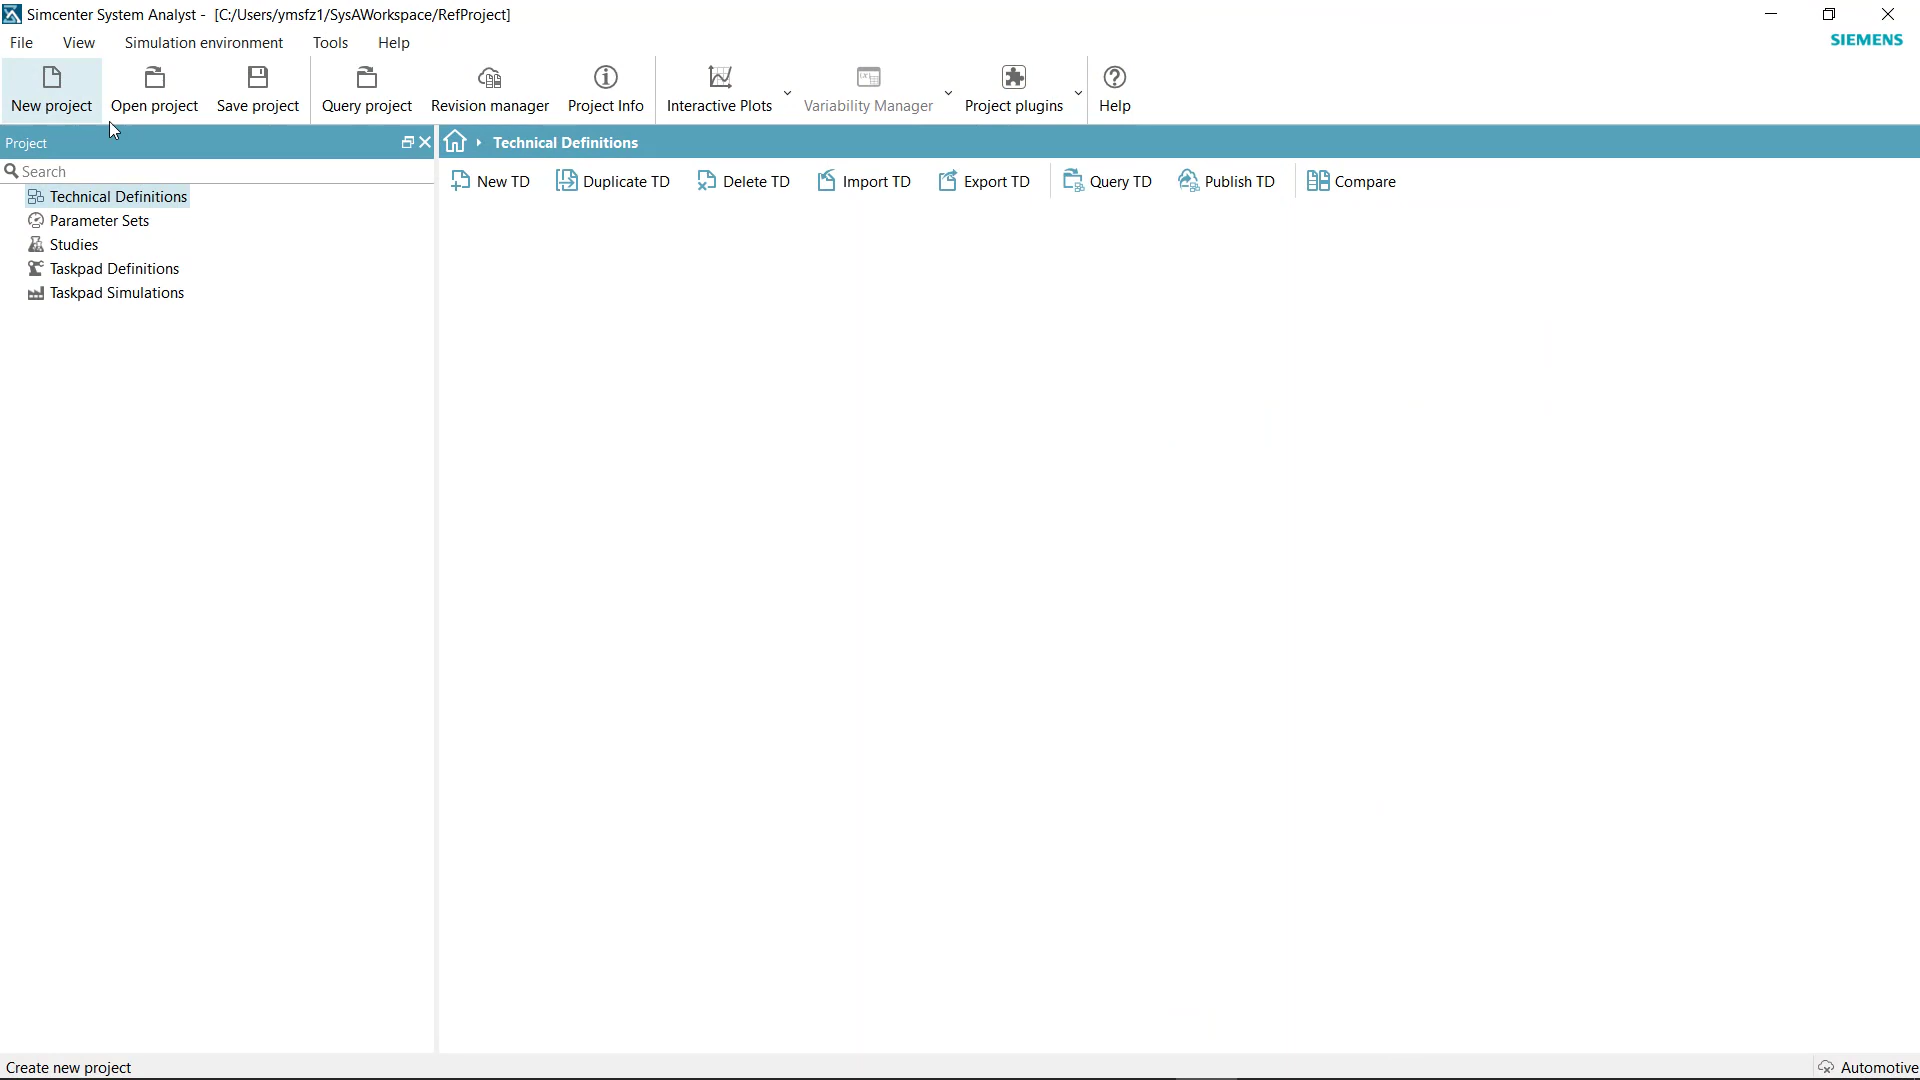 Simcenter System Analyst - [C:/Users/ymsfz1/SysAWorkspace/RefProject]
File View Simulation environment Tools Help
SIEMENS
New project Open project Save project Query project Revision manager Project Info Interactive Plots Variability Manager Project plugins Help
Project
Technical Definitions
Search
New TD Duplicate TD Delete TD Import TD Export TD Query TD Publish TD Compare
Technical Definitions
Parameter Sets
Studies
Taskpad Definitions
Taskpad Simulations
Create new project
Automotive